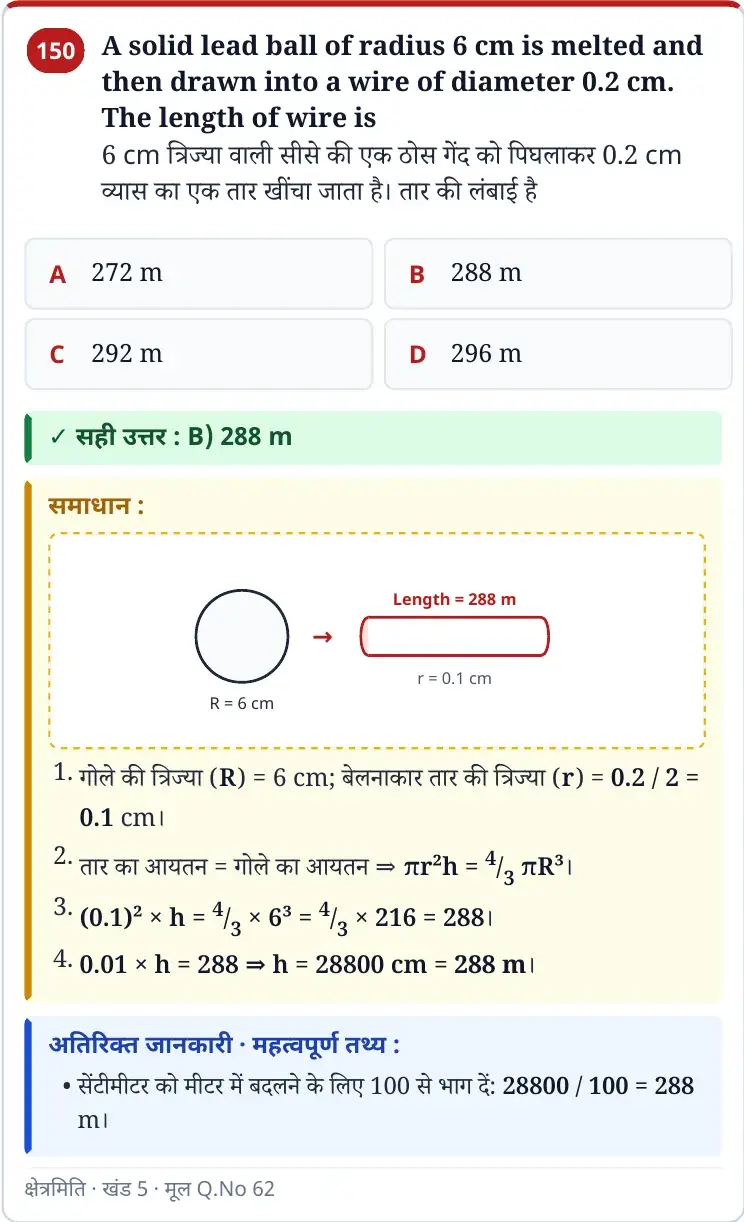 150 A solid lead ball of radius 6 cm is melted and
then drawn into a wire of diameter 0.2 cm.
The length of wire is
6 cm त्रिज्या वाली सीसे की एक ठोस गेंद को पिघलाकर 0.2 cm
व्यास का एक तार खींचा जाता है। तार की लंबाई है
A 272 m
B 288 m
C 292 m
D 296 m
✓ सही उत्तर : B) 288 m
समाधान :
Length = 288 m
→
r = 0.1 cm
R = 6 cm
1. गोले की त्रिज्या (R) = 6 cm; बेलनाकार तार की त्रिज्या (r) = 0.2 / 2 =
0.1 cm।
2. तार का आयतन = गोले का आयतन ⇒ πr²h = ⁴/₃ πR³।
3. (0.1)² × h = ⁴/₃ × 6³ = ⁴/₃ × 216 = 288।
4. 0.01 × h = 288 ⇒ h = 28800 cm = 288 m।
अतिरिक्त जानकारी · महत्वपूर्ण तथ्य :
• सेंटीमीटर को मीटर में बदलने के लिए 100 से भाग दें: 28800 / 100 = 288
m।
क्षेत्रमिति · खंड 5 · मूल Q.No 62